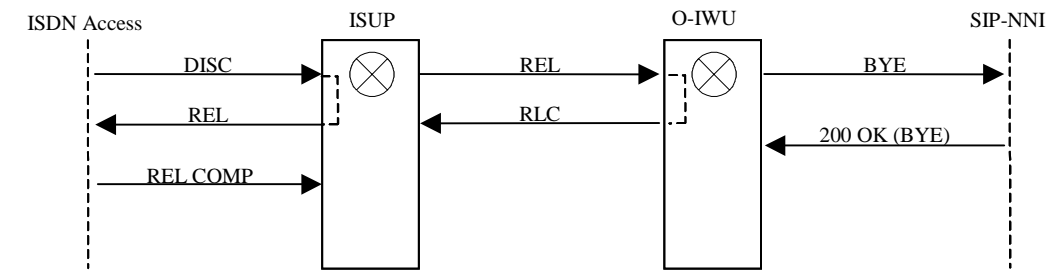 ISDN Access
ISUP
O-IWU
SIP-NNI
DISC
REL
BYE
REL
RLC
200 OK (BYE)
REL COMP